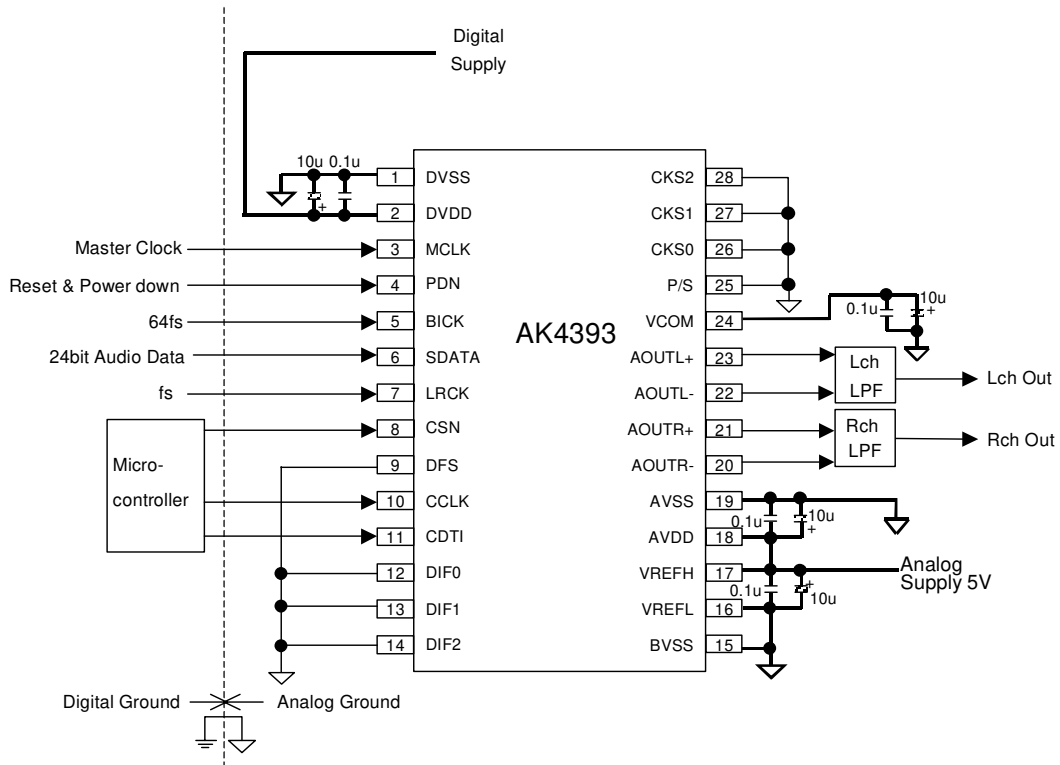 Digital
Supply
10u 0.1u
+
1 DVSS
2 DVDD
Master Clock 3 MCLK
Reset & Power down 4 PDN
64fs 5 BICK
24bit Audio Data 6 SDATA
fs 7 LRCK
8 CSN
9 DFS
10 CCLK
11 CDTI
12 DIF0
13 DIF1
14 DIF2
Micro-
controller
AK4393
CKS2 28
CKS1 27
CKS0 26
P/S 25
VCOM 24
0.1u 10u
+
AOUTL+ 23
AOUTL- 22
AOUTR+ 21
AOUTR- 20
Lch
LPF
Lch Out
Rch
LPF
Rch Out
AVSS 19
0.1u 10u
+
AVDD 18
VREFH 17
Analog
Supply 5V
0.1u 10u
+
VREFL 16
BVSS 15
Digital Ground Analog Ground